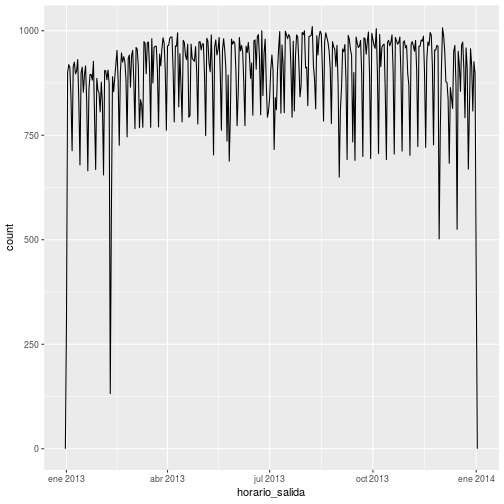 1000
750
500
250
0
count
ene 2013
abr 2013
jul 2013
oct 2013
ene 2014
horario_salida